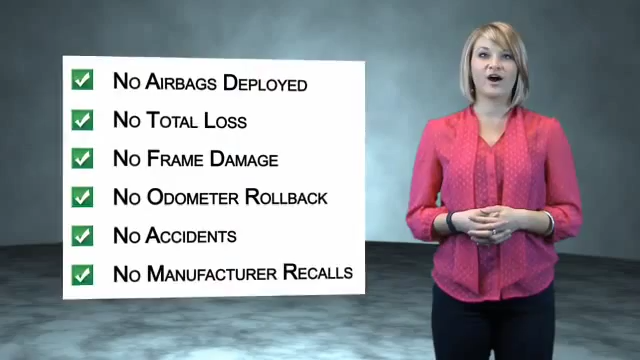 No Airbags Deployed
No Total Loss
No Frame Damage
No Odometer Rollback
No Accidents
No Manufacturer Recalls